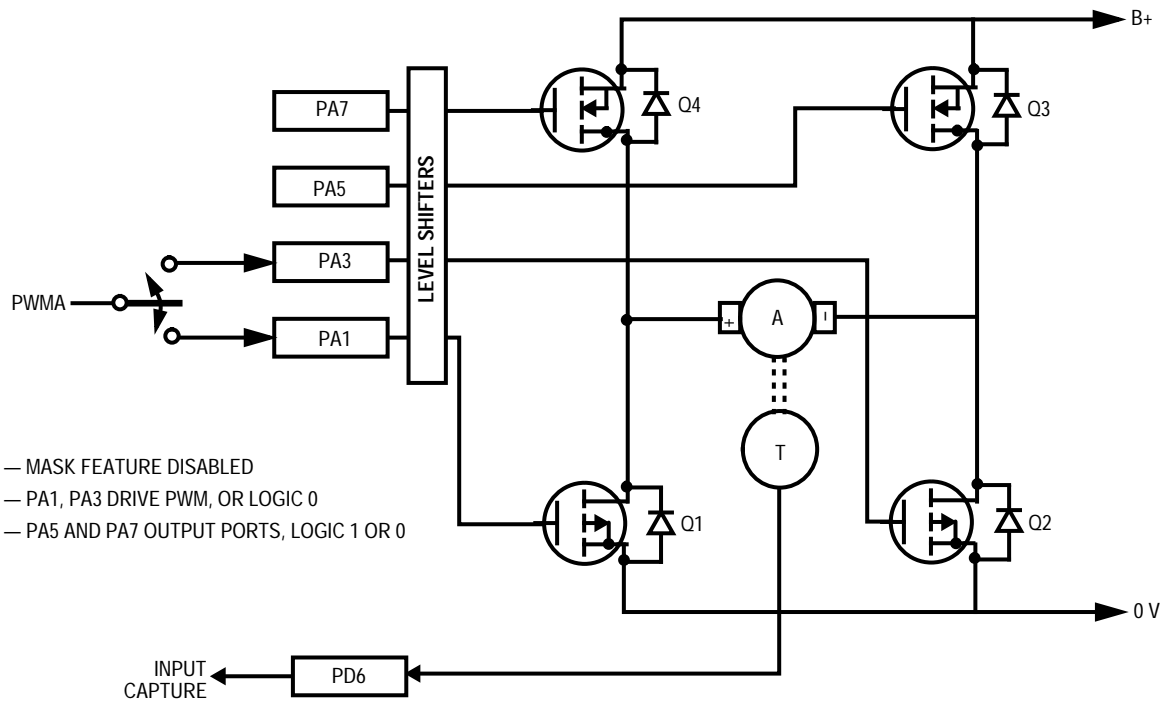 B+
PA7
Q4
Q3
PA5
LEVEL SHIFTERS
PA3
PWMA
PA1
+
A
–
T
— MASK FEATURE DISABLED
— PA1, PA3 DRIVE PWM, OR LOGIC 0
— PA5 AND PA7 OUTPUT PORTS, LOGIC 1 OR 0
Q1
Q2
0 V
INPUT
CAPTURE
PD6